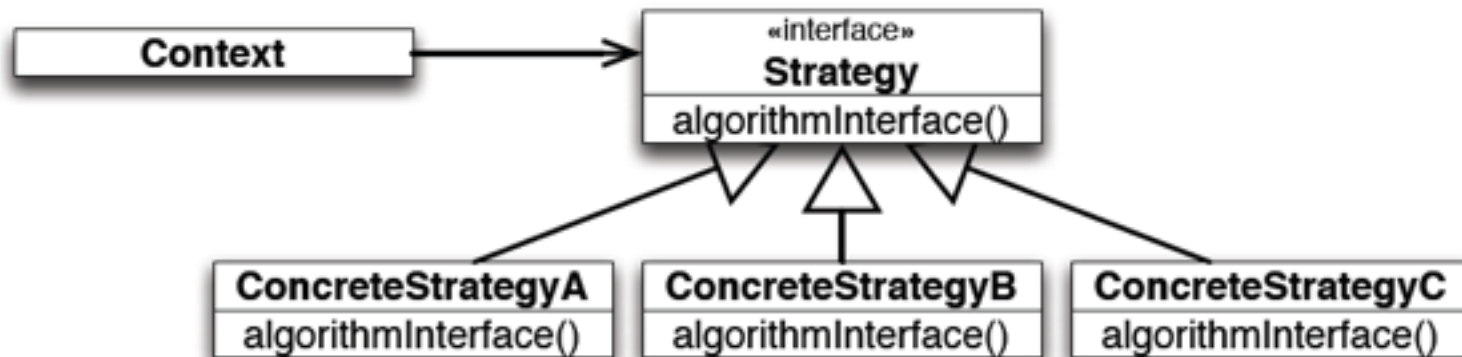 Context
«interface»
Strategy
algorithmInterface()
ConcreteStrategyA
algorithmInterface()
ConcreteStrategyB
algorithmInterface()
ConcreteStrategyC
algorithmInterface()